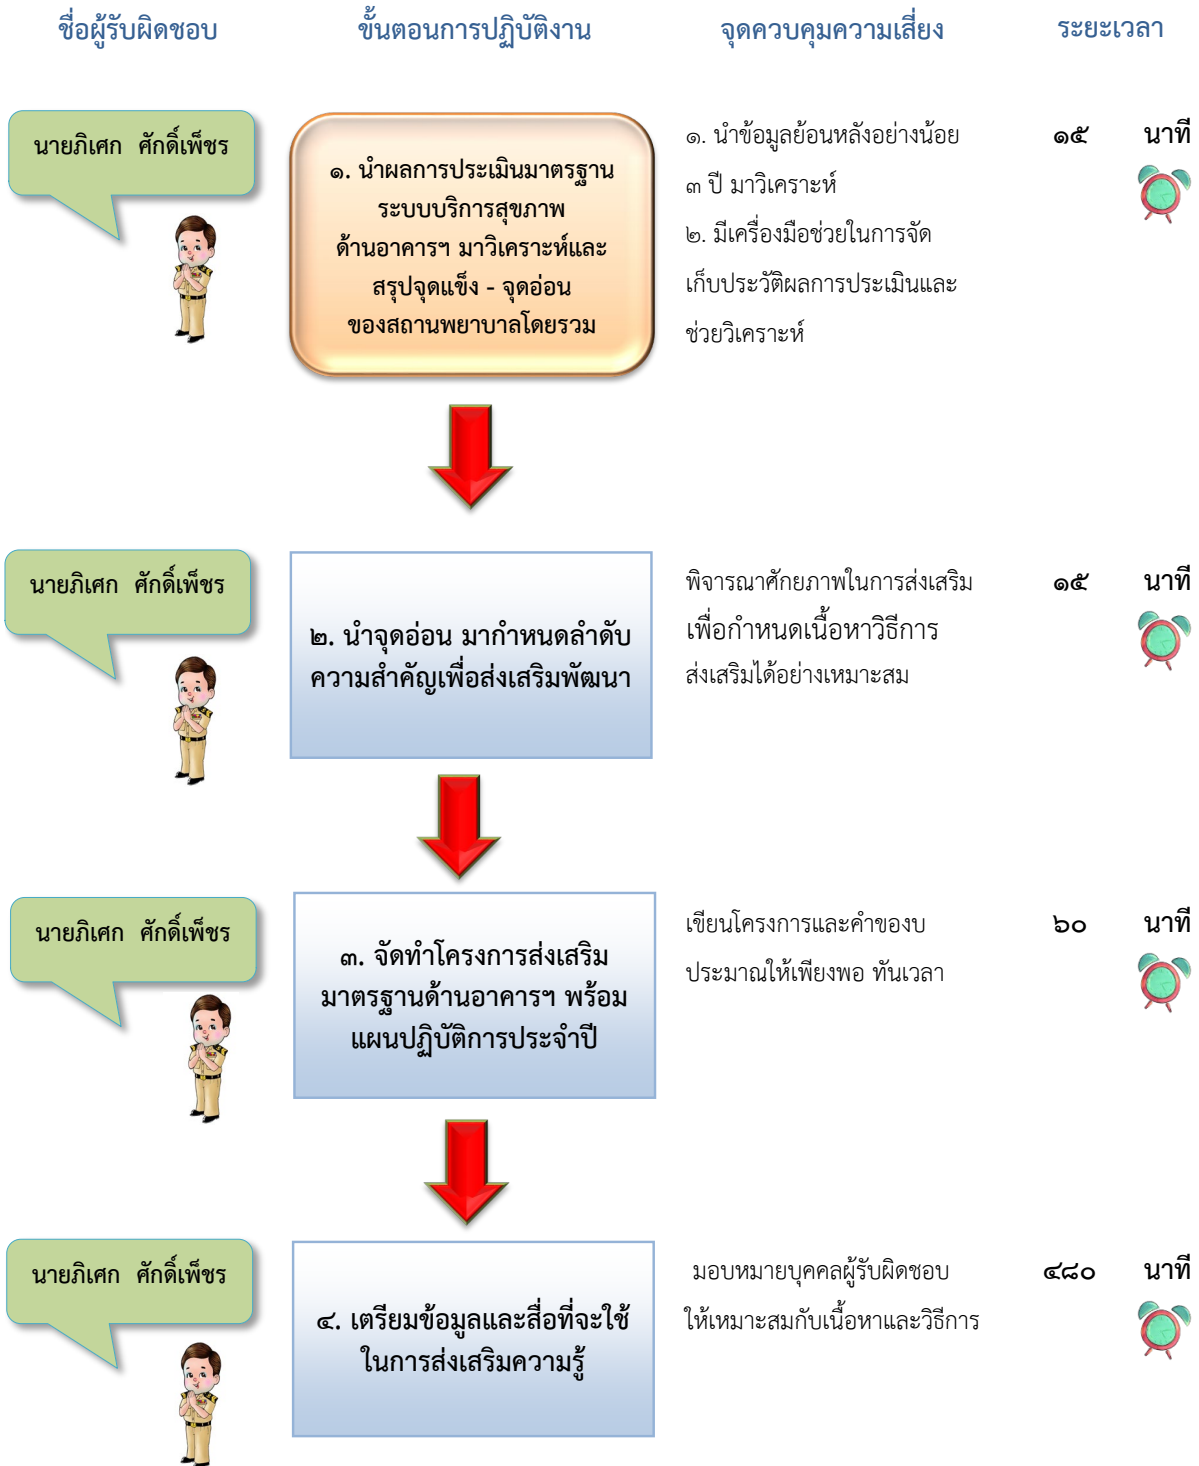 ชื่อผู้รับผิดชอบ
ขั้นตอนการปฏิบัติงาน
จุดควบคุมความเสี่ยง
ระยะเวลา
นายภิเศก ศักดิ์เพ็ชร
๑. นำผลการประเมินมาตรฐาน
ระบบบริการสุขภาพ
ด้านอาคารฯ มาวิเคราะห์และ
สรุปจุดแข็ง - จุดอ่อน
ของสถานพยาบาลโดยรวม
๑. นำข้อมูลย้อนหลังอย่างน้อย
๓ ปี มาวิเคราะห์
๒. มีเครื่องมือช่วยในการจัด
เก็บประวัติผลการประเมินและ
ช่วยวิเคราะห์
๑๕ นาที
นายภิเศก ศักดิ์เพ็ชร
๒. นำจุดอ่อน มากำหนดลำดับ
ความสำคัญเพื่อส่งเสริมพัฒนา
พิจารณาศักยภาพในการส่งเสริม
เพื่อกำหนดเนื้อหาวิธีการ
ส่งเสริมได้อย่างเหมาะสม
๑๕ นาที
นายภิเศก ศักดิ์เพ็ชร
๓. จัดทำโครงการส่งเสริม
มาตรฐานด้านอาคารฯ พร้อม
แผนปฏิบัติการประจำปี
เขียนโครงการและคำของบ
ประมาณให้เพียงพอ ทันเวลา
๖๐ นาที
นายภิเศก ศักดิ์เพ็ชร
๔. เตรียมข้อมูลและสื่อที่จะใช้
ในการส่งเสริมความรู้
มอบหมายบุคคลผู้รับผิดชอบ
ให้เหมาะสมกับเนื้อหาและวิธีการ
๔๘๐ นาที